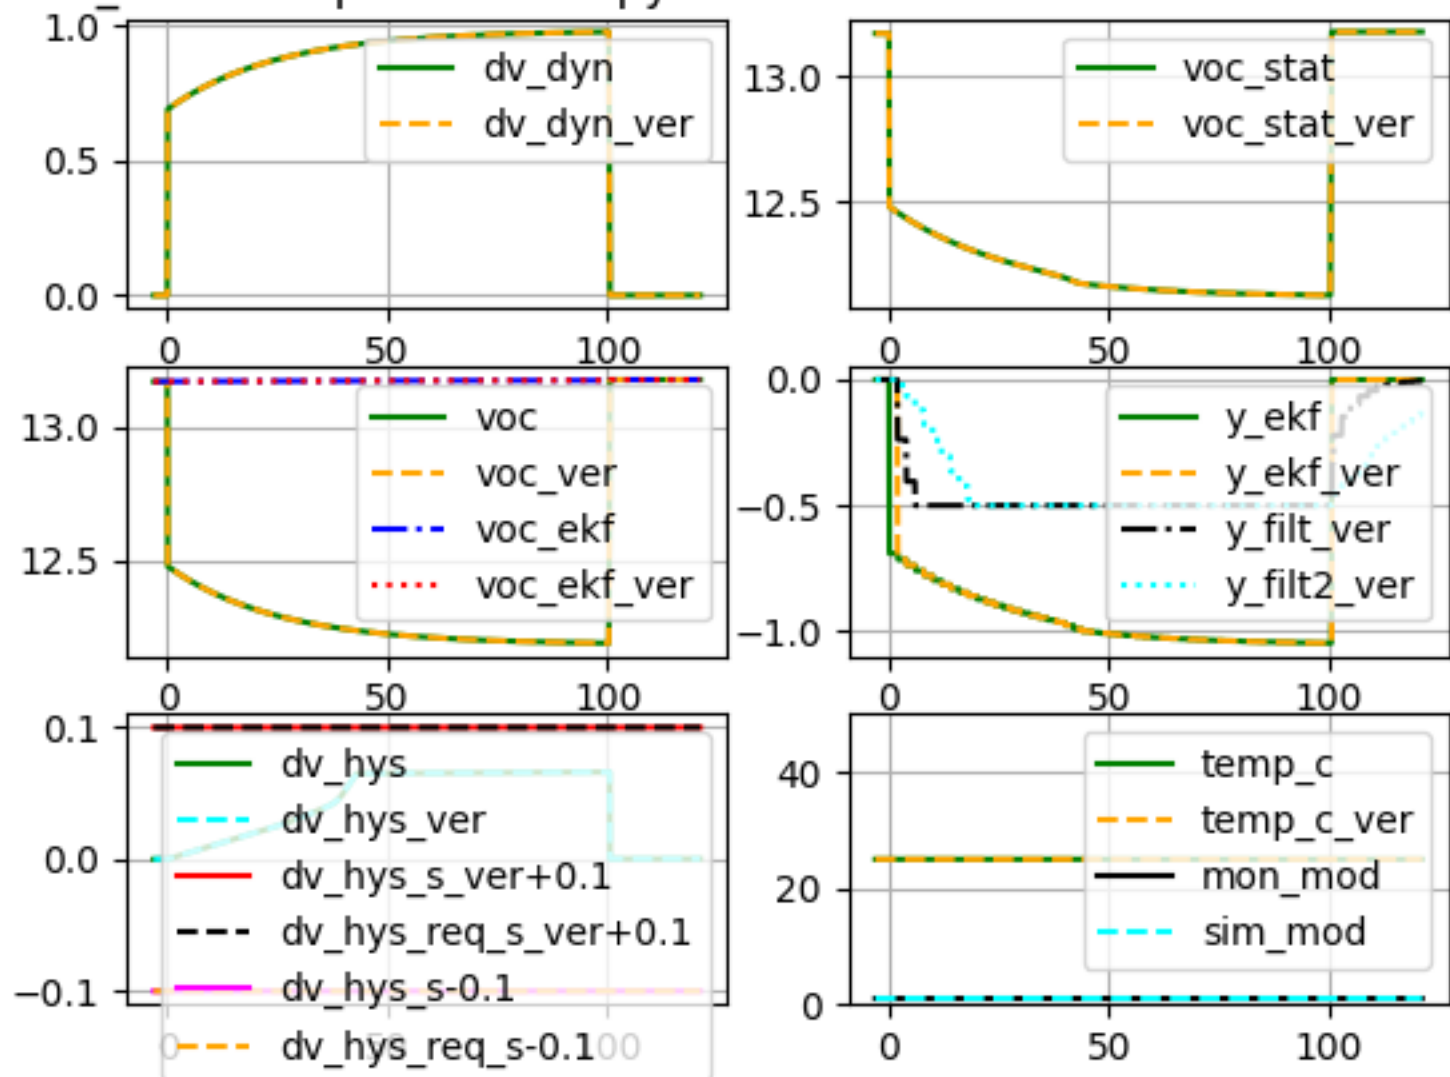 1.0
0.5
0.0
dv_dyn
dv_dyn_ver
0 50 100
13.0
12.5
voc_stat
voc_stat_ver
0 50 100
13.0
12.5
voc
voc_ver
voc_ekf
voc_ekf_ver
0 50 100
0.0
−0.5
−1.0
y_ekf
y_ekf_ver
y_filt_ver
y_filt2_ver
0 50 100
0.1
0.0
−0.1
dv_hys
dv_hys_ver
dv_hys_s_ver+0.1
dv_hys_req_s_ver+0.1
dv_hys_s-0.1
dv_hys_req_s-0.1
0 50 100
40
20
0
temp_c
temp_c_ver
mon_mod
sim_mod
0 50 100